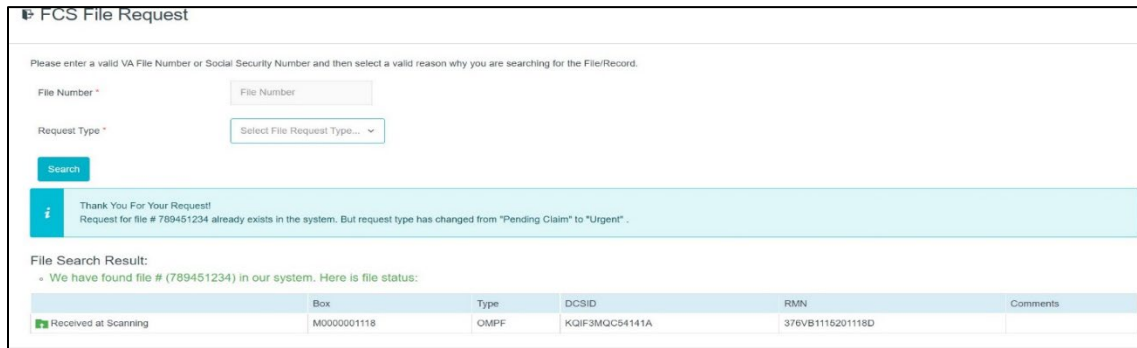 FCS File Request
Please enter a valid VA File Number or Social Security Number and then select a valid reason why you are searching for the File/Record.
File Number * File Number
Request Type * Select File Request Type...
Search
i
Thank You For Your Request!
Request for file # 789451234 already exists in the system. But request type has changed from "Pending Claim" to "Urgent" .
File Search Result:
We have found file # (789451234) in our system. Here is file status:
Box Type DCSID RMN Comments
Received at Scanning M0000001118 OMPF KQIF3MQC54141A 376VB1115201118D